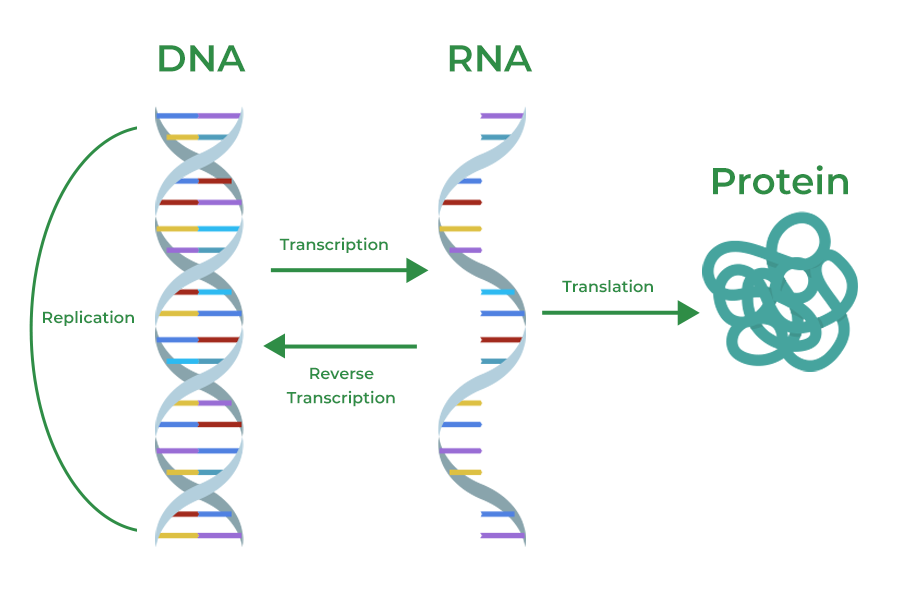 DNA
RNA
Protein
Transcription
Translation
Replication
Reverse
Transcription